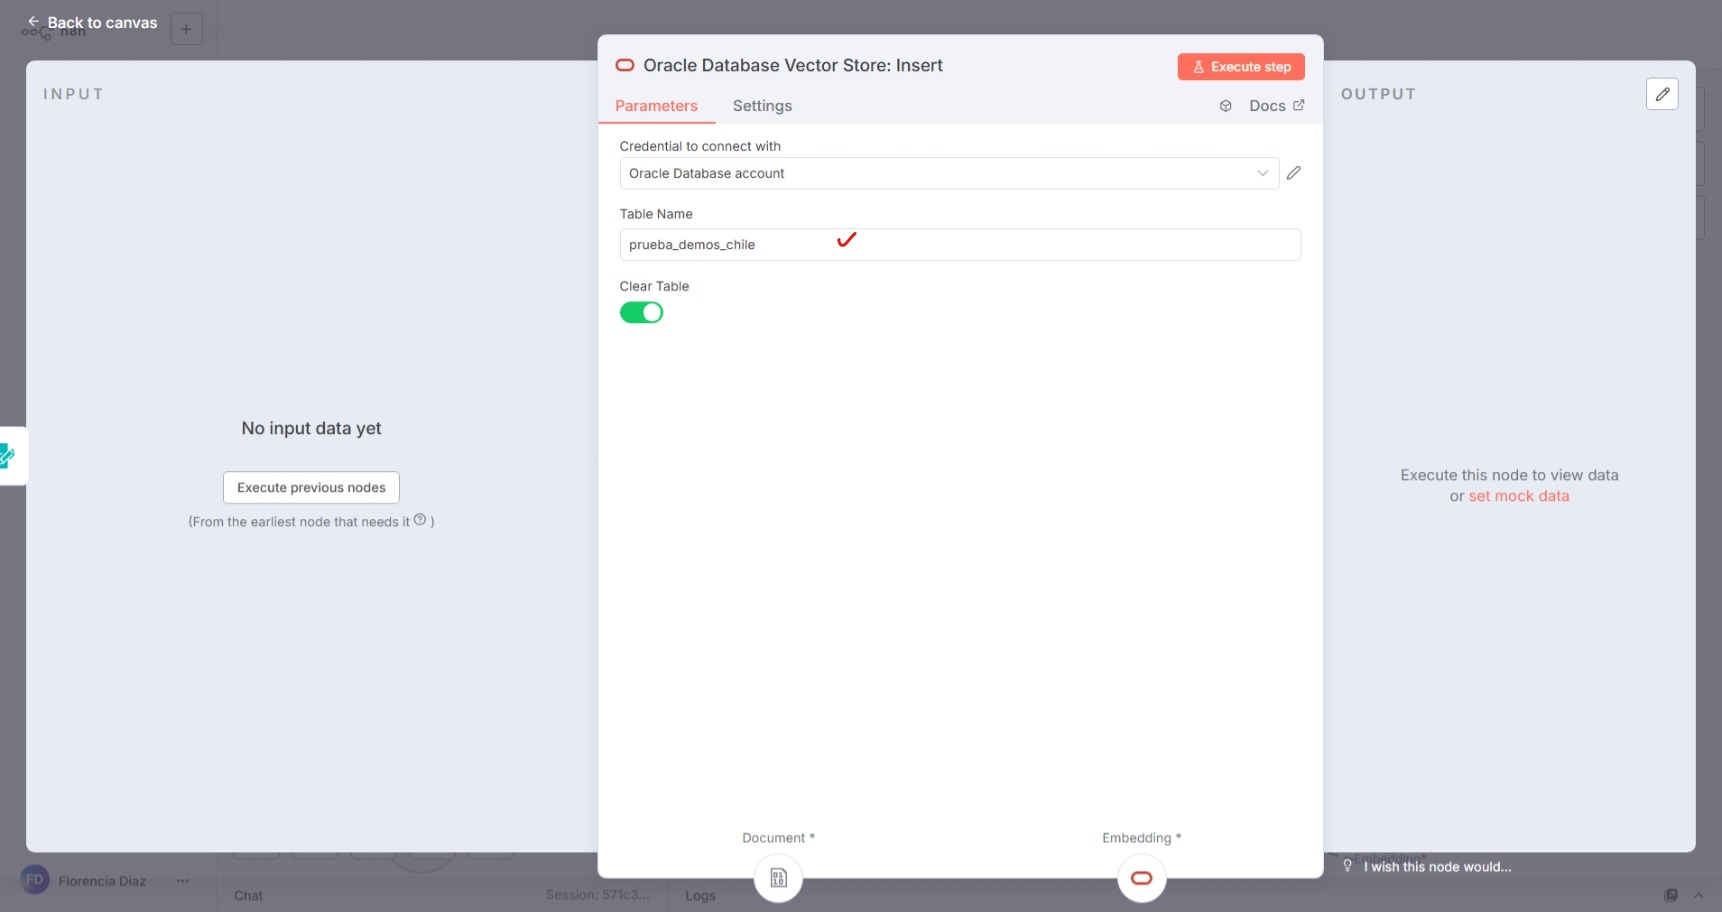 Back to canvas
n8n
INPUT
No input data yet
Execute previous nodes
(From the earliest node that needs it ? )
Oracle Database Vector Store: Insert
Execute step
Parameters
Settings
Docs
Credential to connect with
Oracle Database account
Table Name
prueba_demos_chile
Clear Table
Document *
Embedding *
OUTPUT
Execute this node to view data
or set mock data
Embedding*
I wish this node would...
FD
Florencia Diaz
Chat
Session: 571c3...
Logs